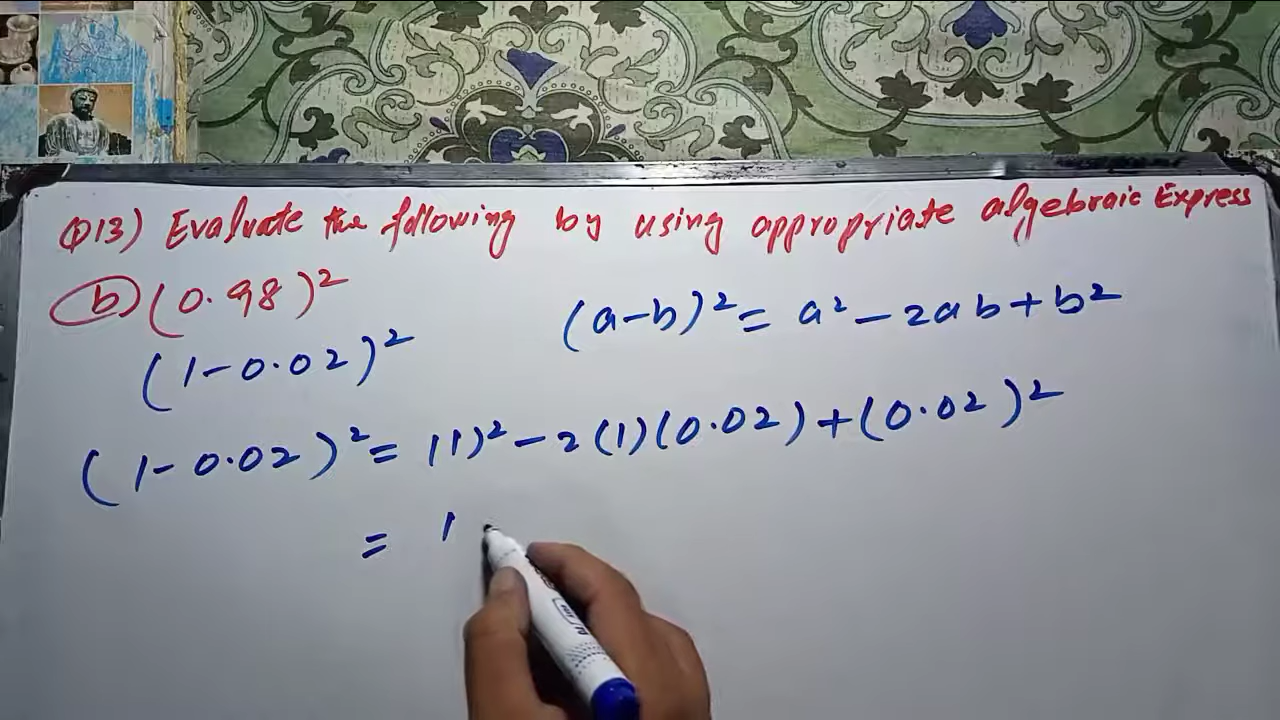 Q13) Evaluate the following by using appropriate algebraic Express
b) (0.98)²
(a-b)² = a² - 2ab + b²
(1-0.02)²
(1-0.02)² = (1)² - 2(1)(0.02) + (0.02)²
= 1